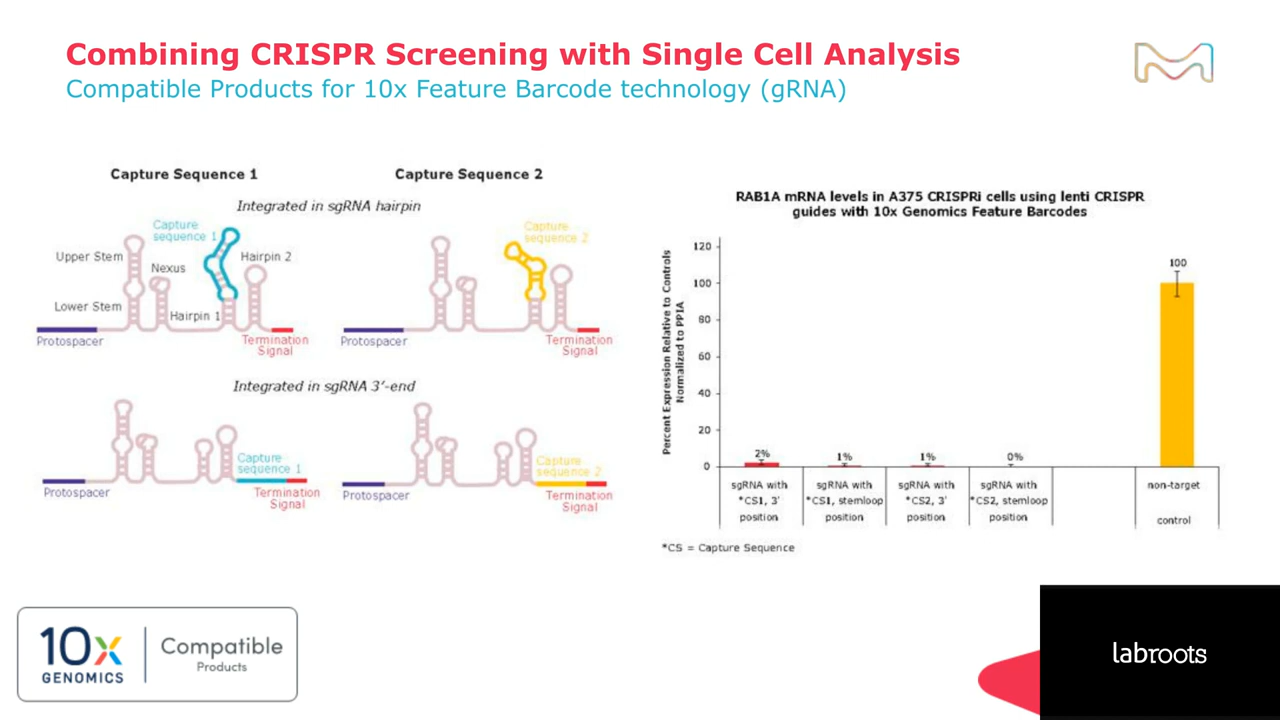 Combining CRISPR Screening with Single Cell Analysis
Compatible Products for 10x Feature Barcode technology (gRNA)
Capture Sequence 1
Capture Sequence 2
Integrated in sgRNA hairpin
Capture
sequence 1
Upper Stem
Nexus
Hairpin 2
Lower Stem
Hairpin 1
Protospacer
Termination
Signal
Capture
sequence 2
Protospacer
Termination
Signal
Integrated in sgRNA 3'-end
Capture
sequence 1
Protospacer
Termination
Signal
Capture
sequence 2
Protospacer
Termination
Signal
RAB1A mRNA levels in A375 CRISPRi cells using lenti CRISPR
guides with 10x Genomics Feature Barcodes
Percent Expression Relative to Controls
Normalized to PPIA
120
100
80
60
40
20
0
2%
1%
1%
0%
100
sgRNA with
*CS1, 3'
position
sgRNA with
*CS1, stemloop
position
sgRNA with
*CS2, 3'
position
sgRNA with
*CS2, stemloop
position
non-target
control
*CS = Capture Sequence
10x
GENOMICS
Compatible
Products
labroots